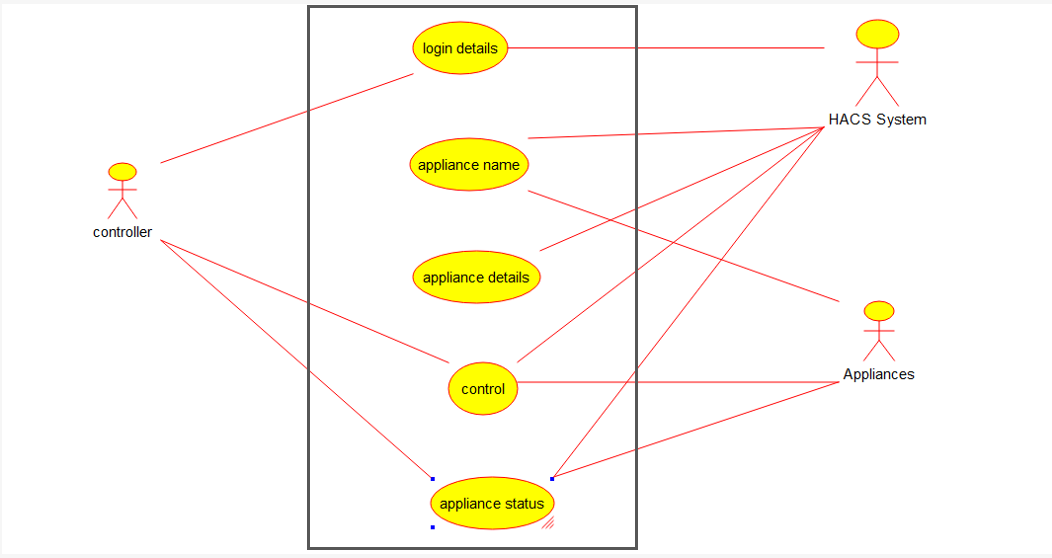 login details
HACS System
appliance name
controller
appliance details
Appliances
control
appliance status